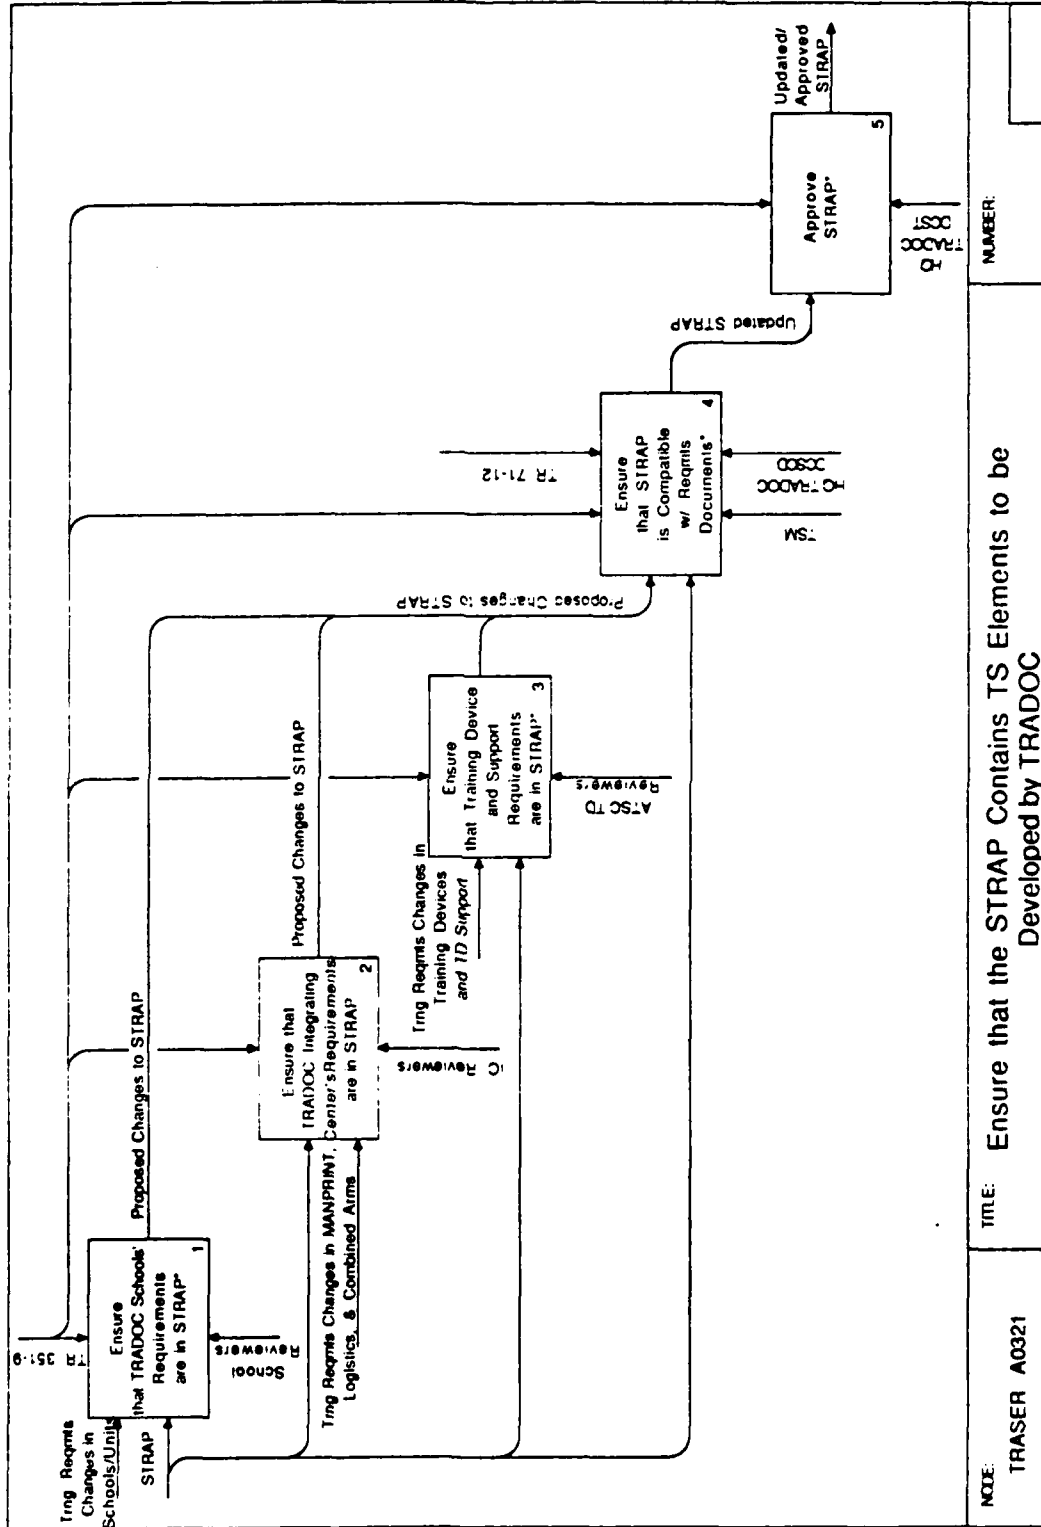 Trng Reqmts
Changes in
Schools/Units
STRAP
TR 351-9
Ensure
that TRADOC Schools'
Requirements
are in STRAP*
1
School
Reviewers
Proposed Changes to STRAP
Trng Reqmts Changes in MANPRINT,
Logistics, & Combined Arms
Ensure that
TRADOC Integrating
Center's Requirements
are in STRAP
2
IC
Reviewers
Proposed Changes to STRAP
Trng Reqmts Changes in
Training Devices
and TD Support
Ensure
that Training Device
and Support
Requirements
are in STRAP*
3
ATSC TD
Reviewers
Proposed Changes to STRAP
TR 71-12
Ensure
that STRAP
is Compatible
w/ Reqmts
Documents*
4
TSM
HQ TRADOC
DCSCD
Updated STRAP
Approve
STRAP*
5
HQ
TRADOC
DCST
Updated/
Approved
STRAP
NODE:
TRASER A0321
TITLE:
Ensure that the STRAP Contains TS Elements to be
Developed by TRADOC
NUMBER: